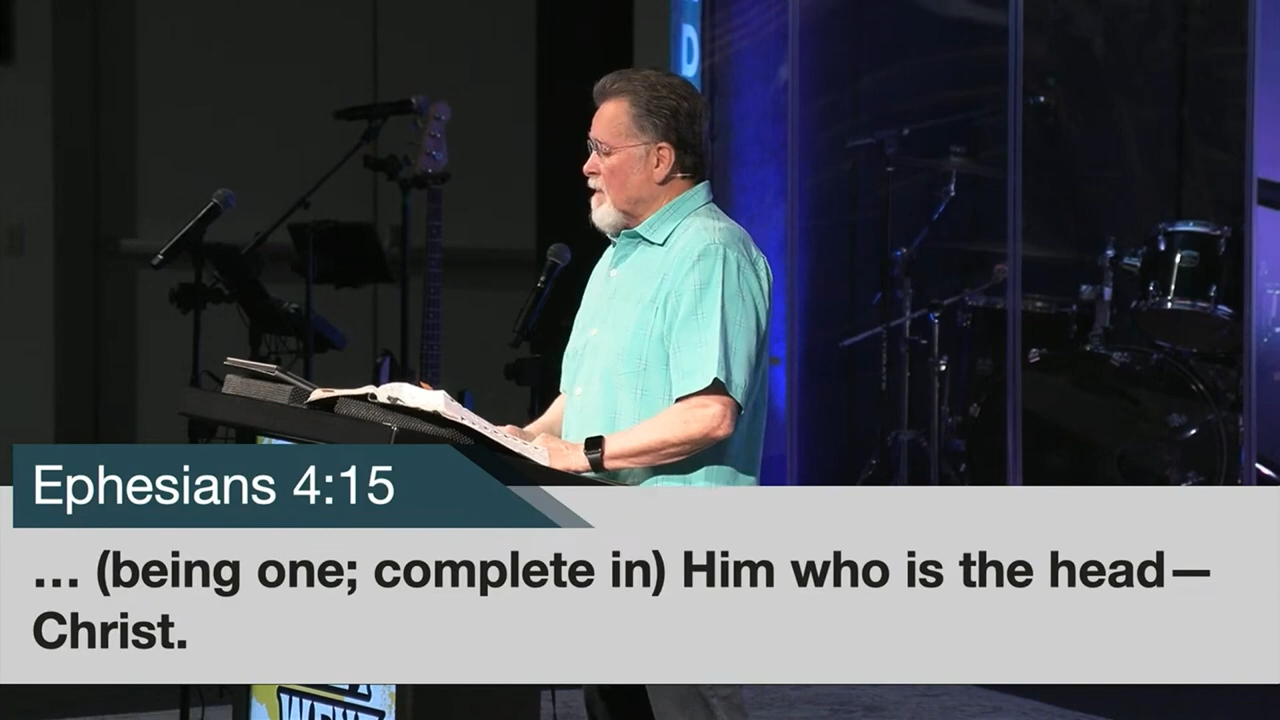 D
Ephesians 4:15
… (being one; complete in) Him who is the head—
Christ.